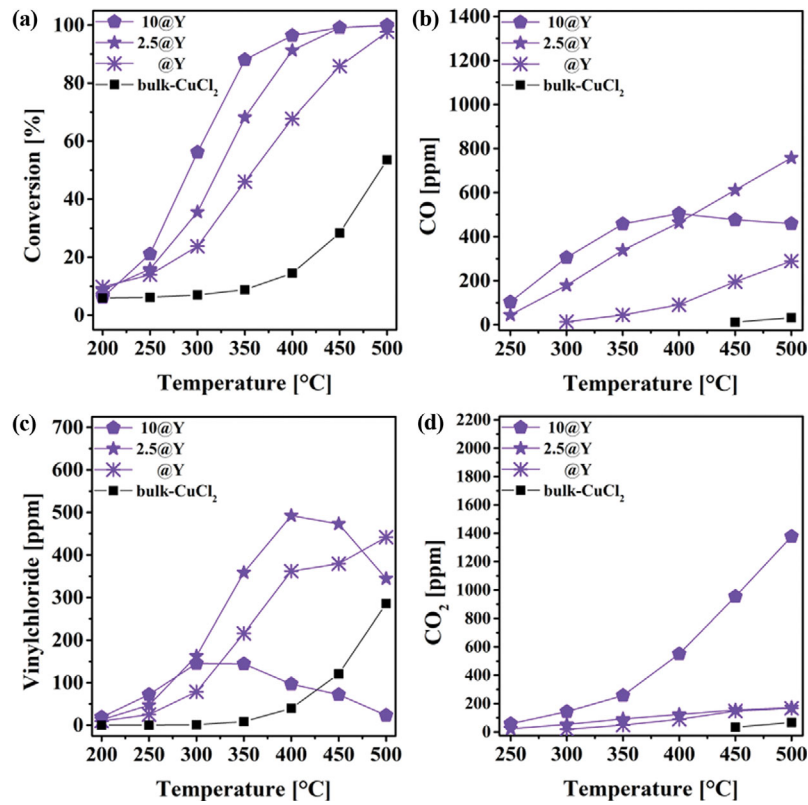 (a)
10@Y
2.5@Y
@Y
bulk-CuCl₂
Conversion [%]
100
80
60
40
20
0
200 250 300 350 400 450 500
Temperature [°C]
(b)
10@Y
2.5@Y
@Y
bulk-CuCl₂
CO [ppm]
1400
1200
1000
800
600
400
200
0
250 300 350 400 450 500
Temperature [°C]
(c)
10@Y
2.5@Y
@Y
bulk-CuCl₂
Vinylchloride [ppm]
700
600
500
400
300
200
100
0
200 250 300 350 400 450 500
Temperature [°C]
(d)
10@Y
2.5@Y
@Y
bulk-CuCl₂
CO₂ [ppm]
2200
2000
1800
1600
1400
1200
1000
800
600
400
200
0
250 300 350 400 450 500
Temperature [°C]